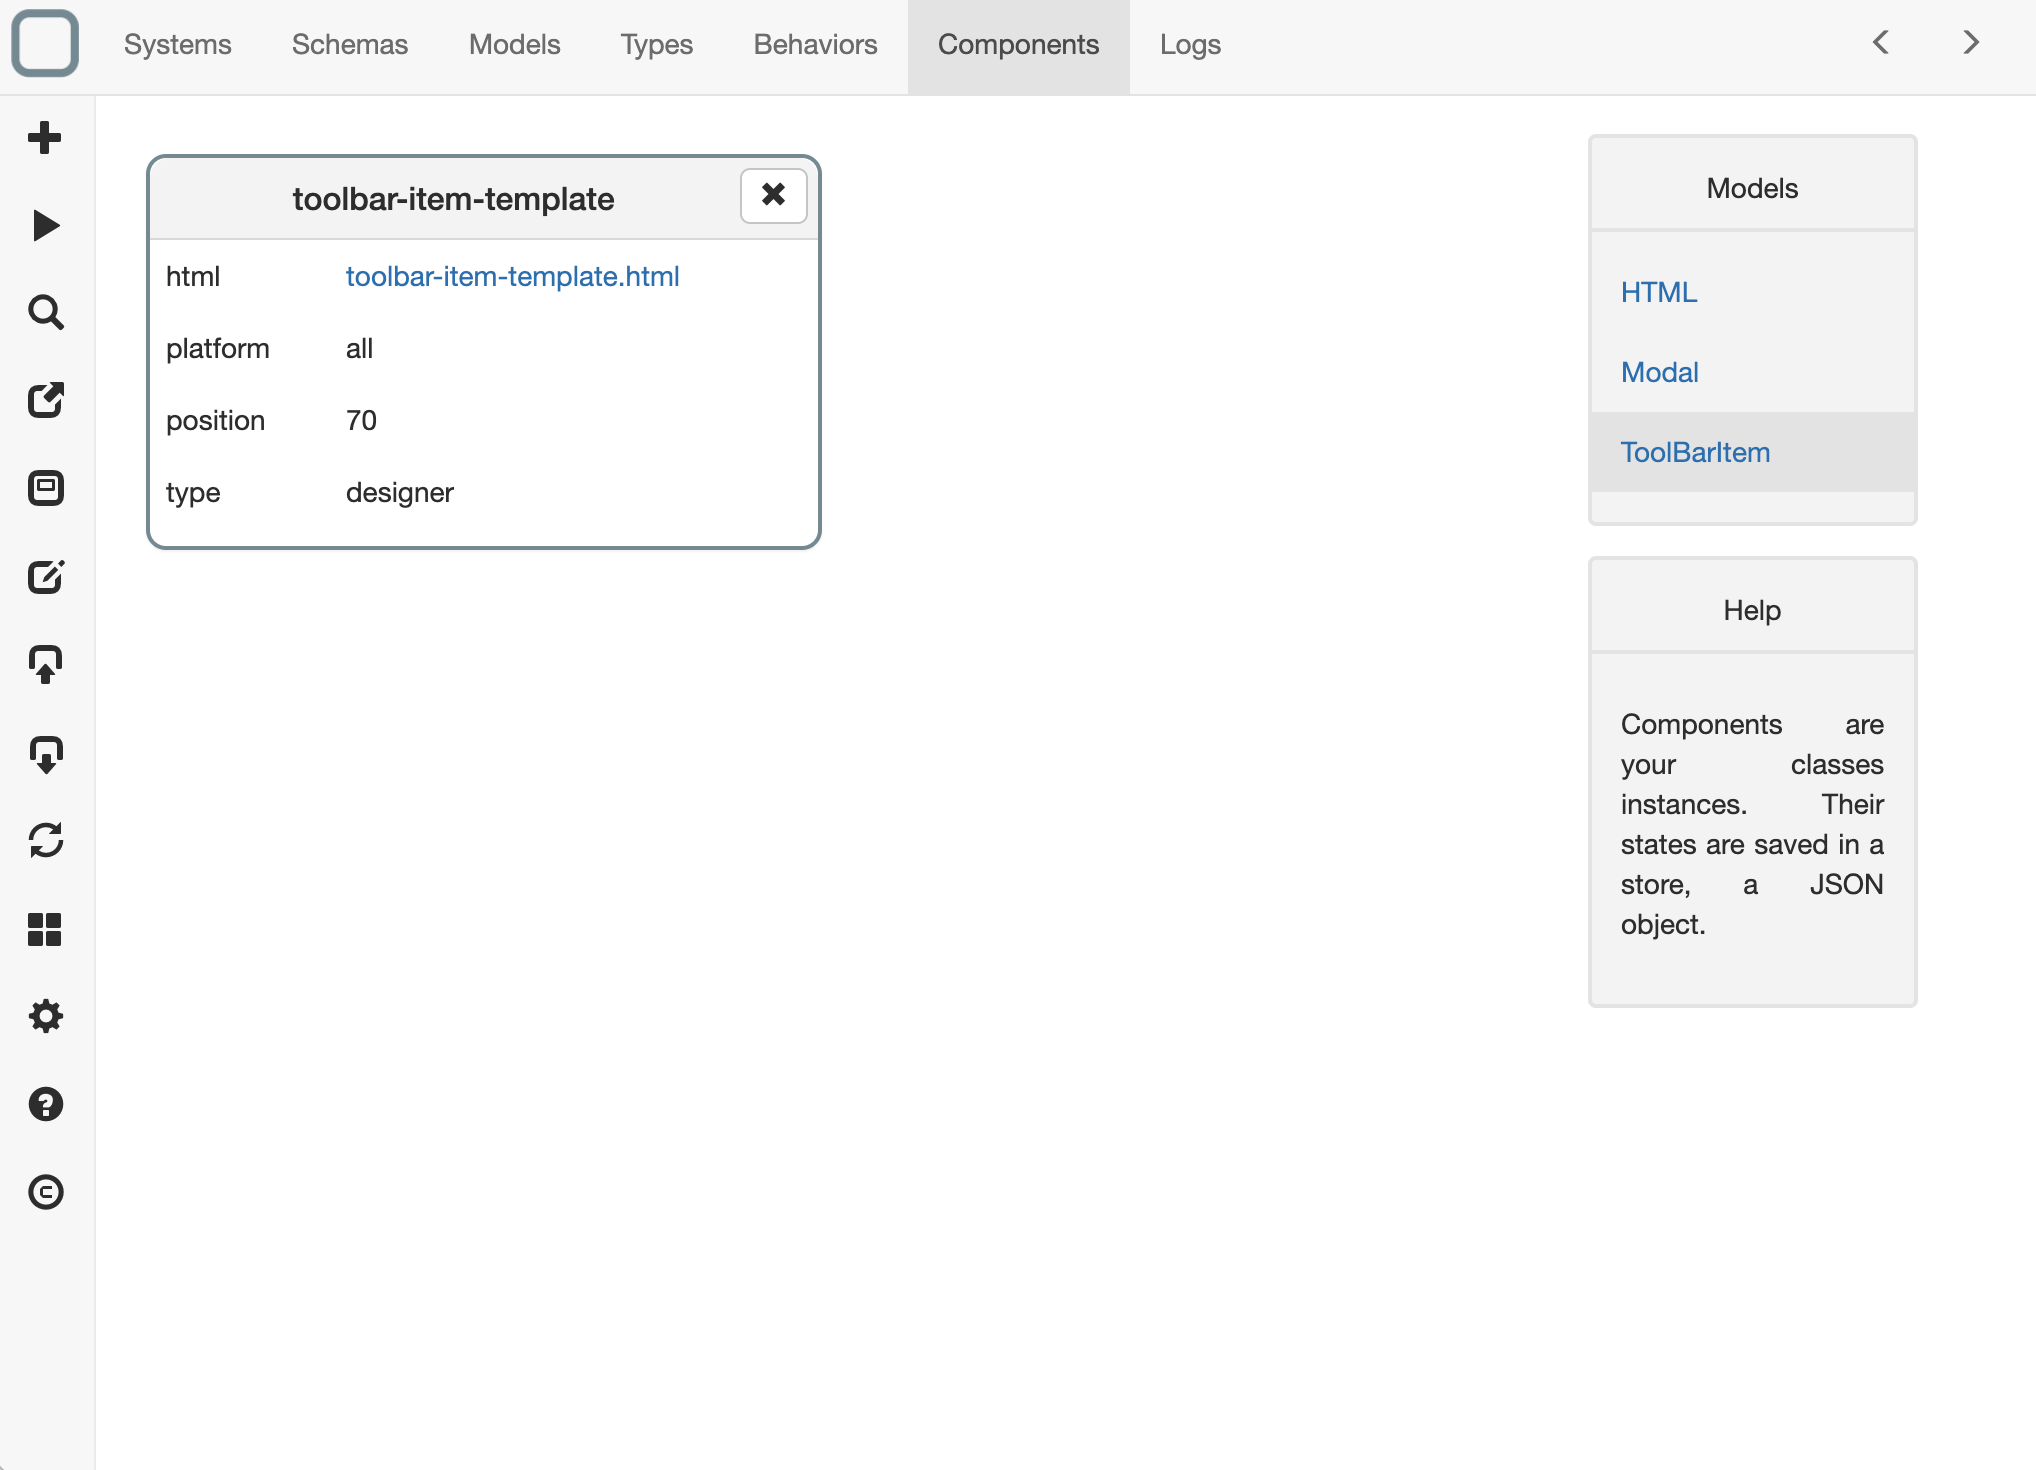 Systems Schemas Models Types Behaviors Components Logs
toolbar-item-template
html toolbar-item-template.html
platform all
position 70
type designer
Models
HTML
Modal
ToolBarItem
Help
Components are
your classes
instances. Their
states are saved in a
store, a JSON
object.